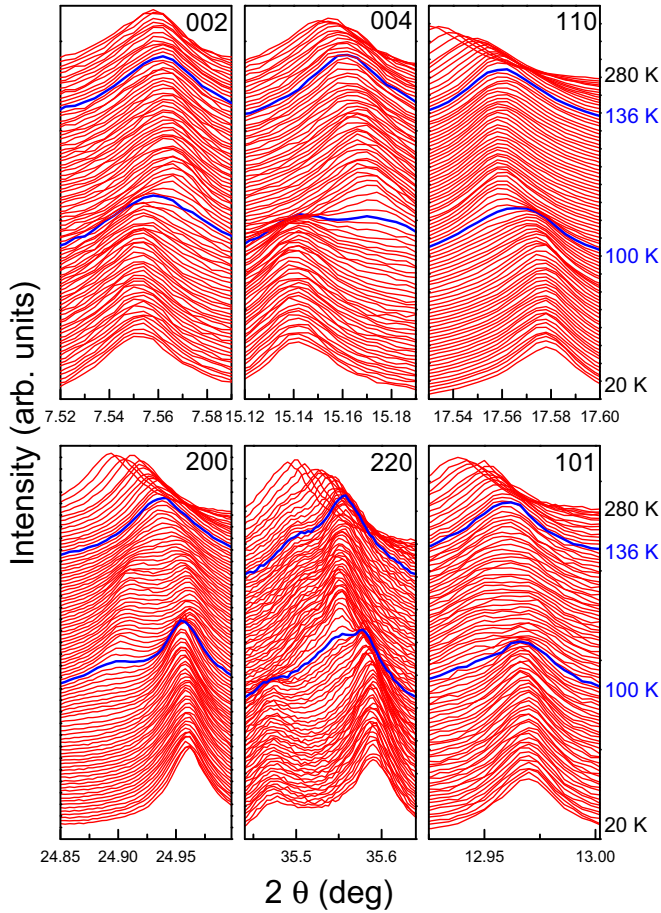 002
004
110
280 K
136 K
100 K
20 K
7.52 7.54 7.56 7.58 15.12 15.14 15.16 15.18 17.54 17.56 17.58 17.60
Intensity (arb. units)
200
220
101
280 K
136 K
100 K
20 K
24.85 24.90 24.95 35.5 35.6 12.95 13.00
2 θ (deg)